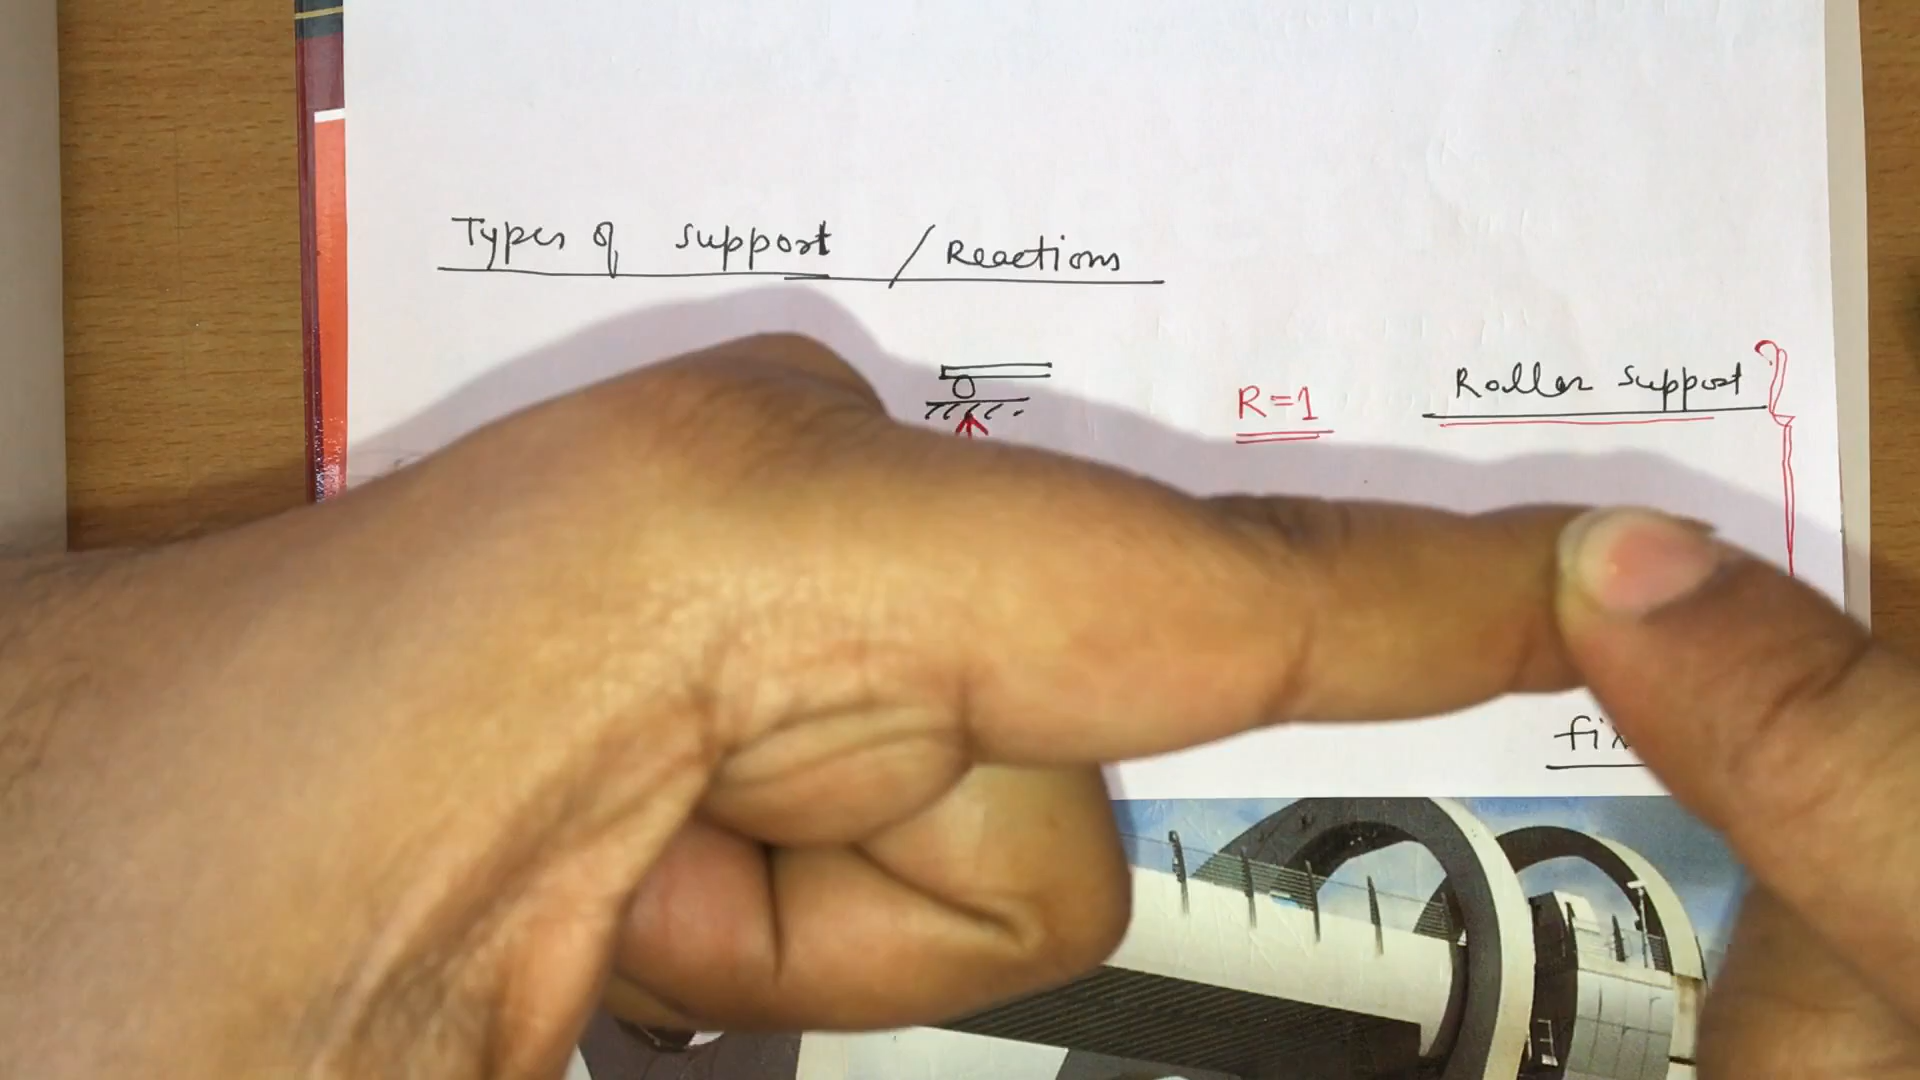 Types of support / Reactions
R=1 Roller support